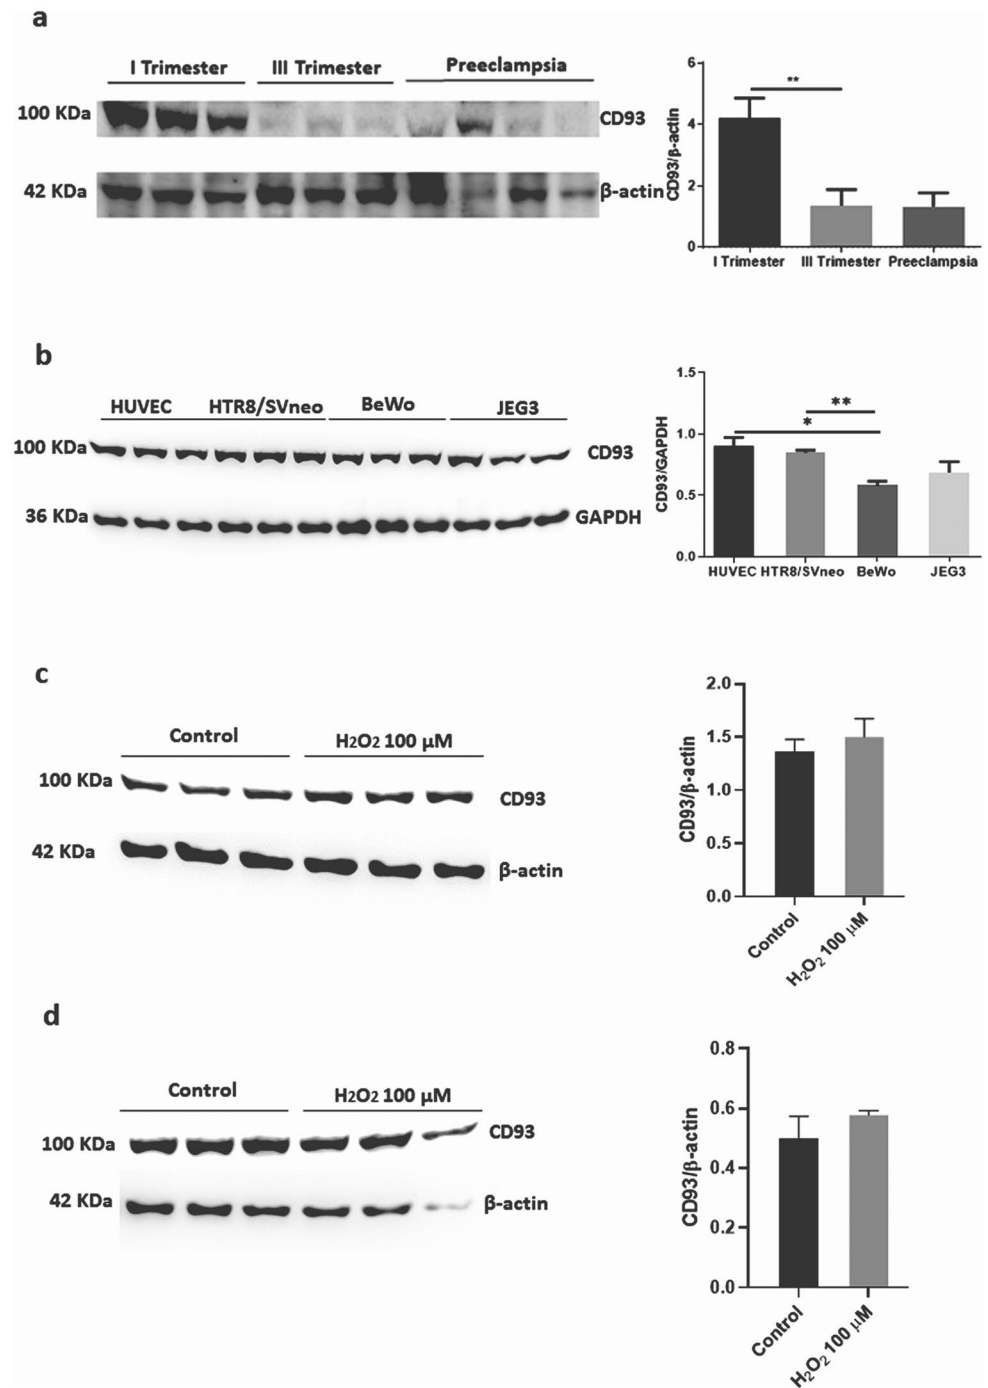 a
I Trimester III Trimester Preeclampsia
100 KDa CD93
42 KDa β-actin
CD93/β-actin
6
4
2
0
**
I Trimester III Trimester Preeclampsia
b
HUVEC HTR8/SVneo BeWo JEG3
100 KDa CD93
36 KDa GAPDH
CD93/GAPDH
1.5
1.0
0.5
0.0
**
*
HUVEC HTR8/SVneo BeWo JEG3
c
Control H2O2 100 µM
100 KDa CD93
42 KDa β-actin
CD93/β-actin
2.0
1.5
1.0
0.5
0.0
Control
H₂O₂ 100 µM
d
Control H2O2 100 µM
100 KDa CD93
42 KDa β-actin
CD93/β-actin
0.8
0.6
0.4
0.2
0.0
Control
H₂O₂ 100 µM